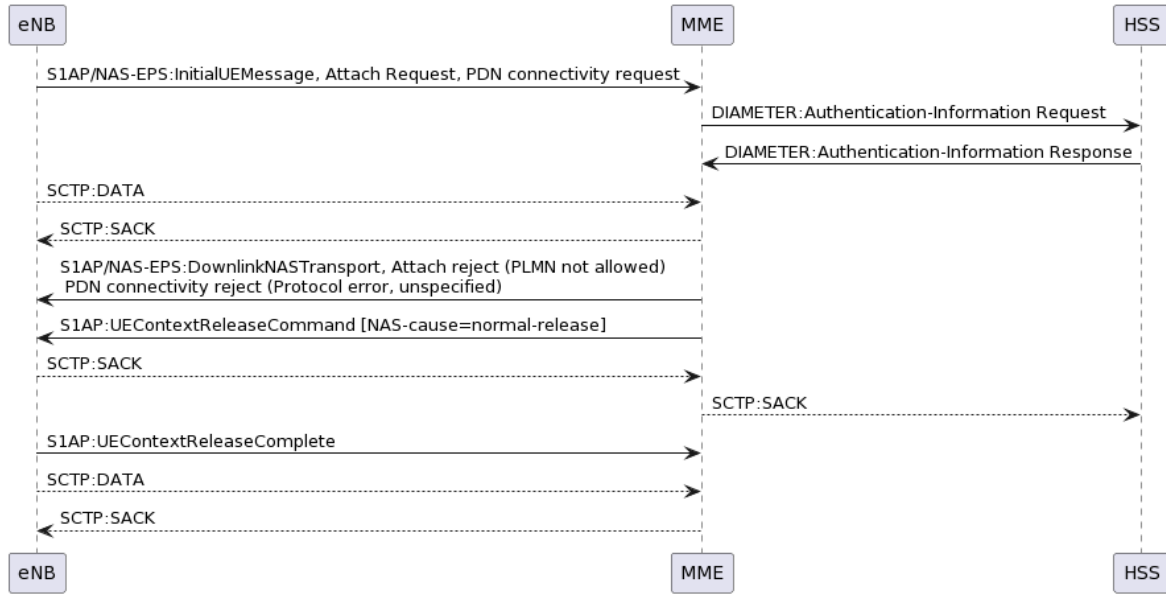 eNB
MME
HSS
S1AP/NAS-EPS:InitialUEMessage, Attach Request, PDN connectivity request
DIAMETER:Authentication-Information Request
DIAMETER:Authentication-Information Response
SCTP:DATA
SCTP:SACK
S1AP/NAS-EPS:DownlinkNASTransport, Attach reject (PLMN not allowed)
PDN connectivity reject (Protocol error, unspecified)
S1AP:UEContextReleaseCommand [NAS-cause=normal-release]
SCTP:SACK
SCTP:SACK
S1AP:UEContextReleaseComplete
SCTP:DATA
SCTP:SACK
eNB
MME
HSS